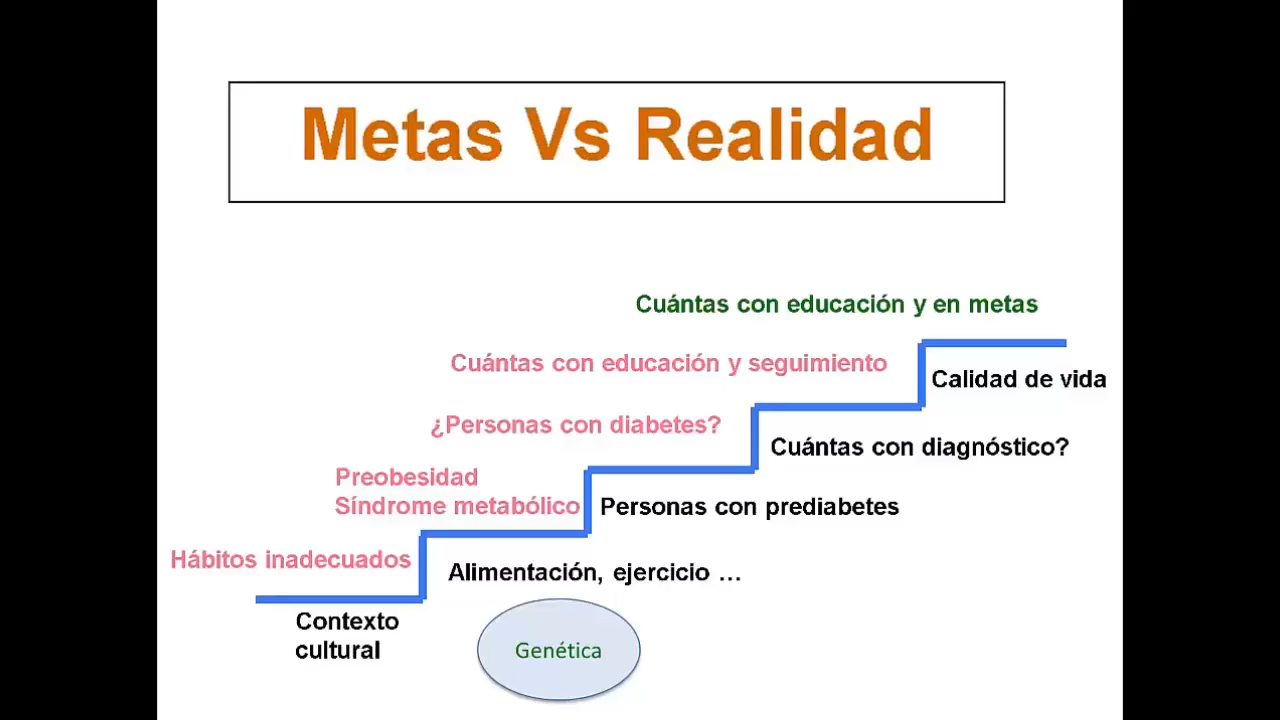 Metas Vs Realidad
Cuántas con educación y en metas
Cuántas con educación y seguimiento
Calidad de vida
¿Personas con diabetes?
Cuántas con diagnóstico?
Preobesidad
Síndrome metabólico
Personas con prediabetes
Hábitos inadecuados
Alimentación, ejercicio ...
Contexto
cultural
Genética